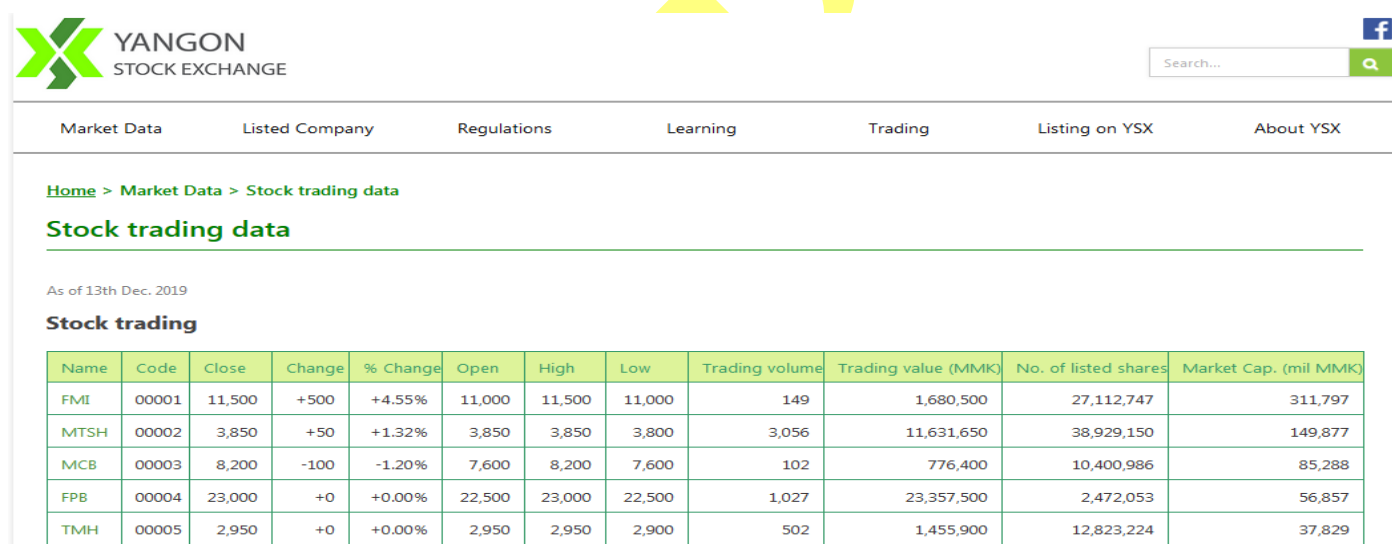 YANGON
STOCK EXCHANGE
f
Search...
Market Data Listed Company Regulations Learning Trading Listing on YSX About YSX
Home > Market Data > Stock trading data
Stock trading data
As of 13th Dec. 2019
Stock trading
Name Code Close Change % Change Open High Low Trading volume Trading value (MMK) No. of listed shares Market Cap. (mil MMK)
FMI 00001 11,500 +500 +4.55% 11,000 11,500 11,000 149 1,680,500 27,112,747 311,797
MTSH 00002 3,850 +50 +1.32% 3,850 3,850 3,800 3,056 11,631,650 38,929,150 149,877
MCB 00003 8,200 -100 -1.20% 7,600 8,200 7,600 102 776,400 10,400,986 85,288
FPB 00004 23,000 +0 +0.00% 22,500 23,000 22,500 1,027 23,357,500 2,472,053 56,857
TMH 00005 2,950 +0 +0.00% 2,950 2,950 2,900 502 1,455,900 12,823,224 37,829